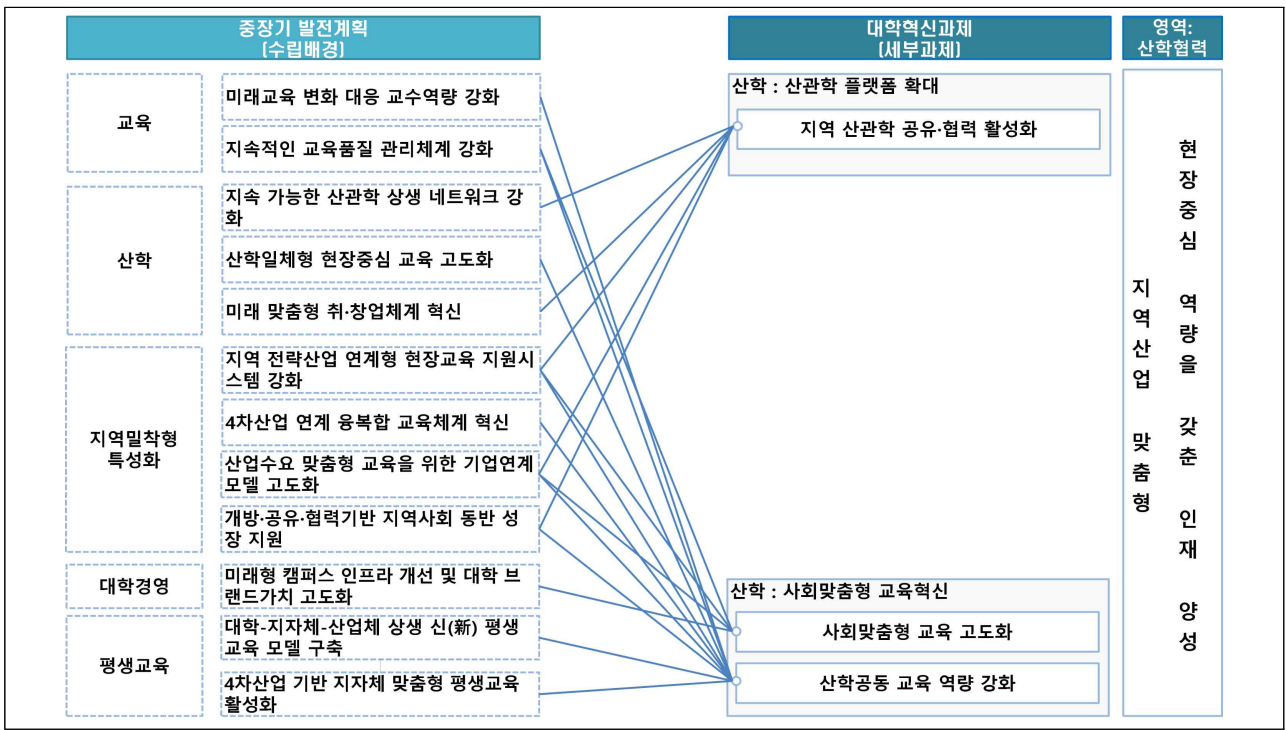 중장기 발전계획
(수립배경)
대학혁신과제
(세부과제)
영역:
산학협력
교육
미래교육 변화 대응 교수역량 강화
지속적인 교육품질 관리체계 강화
산학
지속 가능한 산관학 상생 네트워크 강
화
산학일체형 현장중심 교육 고도화
미래 맞춤형 취·창업체계 혁신
지역밀착형
특성화
지역 전략산업 연계형 현장교육 지원시
스템 강화
4차산업 연계 융복합 교육체계 혁신
산업수요 맞춤형 교육을 위한 기업연계
모델 고도화
개방·공유·협력기반 지역사회 동반 성
장 지원
대학경영
미래형 캠퍼스 인프라 개선 및 대학 브
랜드가치 고도화
평생교육
대학-지자체-산업체 상생 신(新) 평생
교육 모델 구축
4차산업 기반 지자체 맞춤형 평생교육
활성화
산학 : 산관학 플랫폼 확대
지역 산관학 공유·협력 활성화
산학 : 사회맞춤형 교육혁신
사회맞춤형 교육 고도화
산학공동 교육 역량 강화
지역산업 맞춤형
현장중심 역량을 갖춘 인재 양성